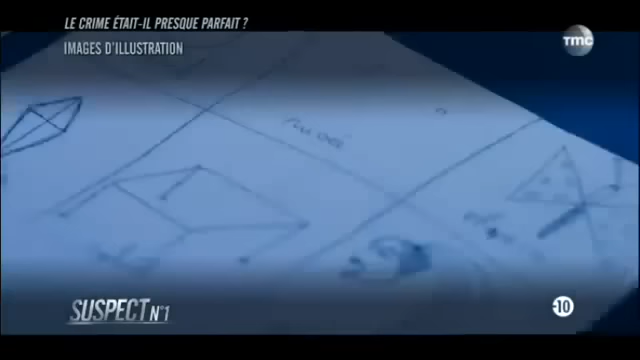 LE CRIME ÉTAIT-IL PRESQUE PARFAIT ?
IMAGES D'ILLUSTRATION
TMC
SUSPECT N°1
-10